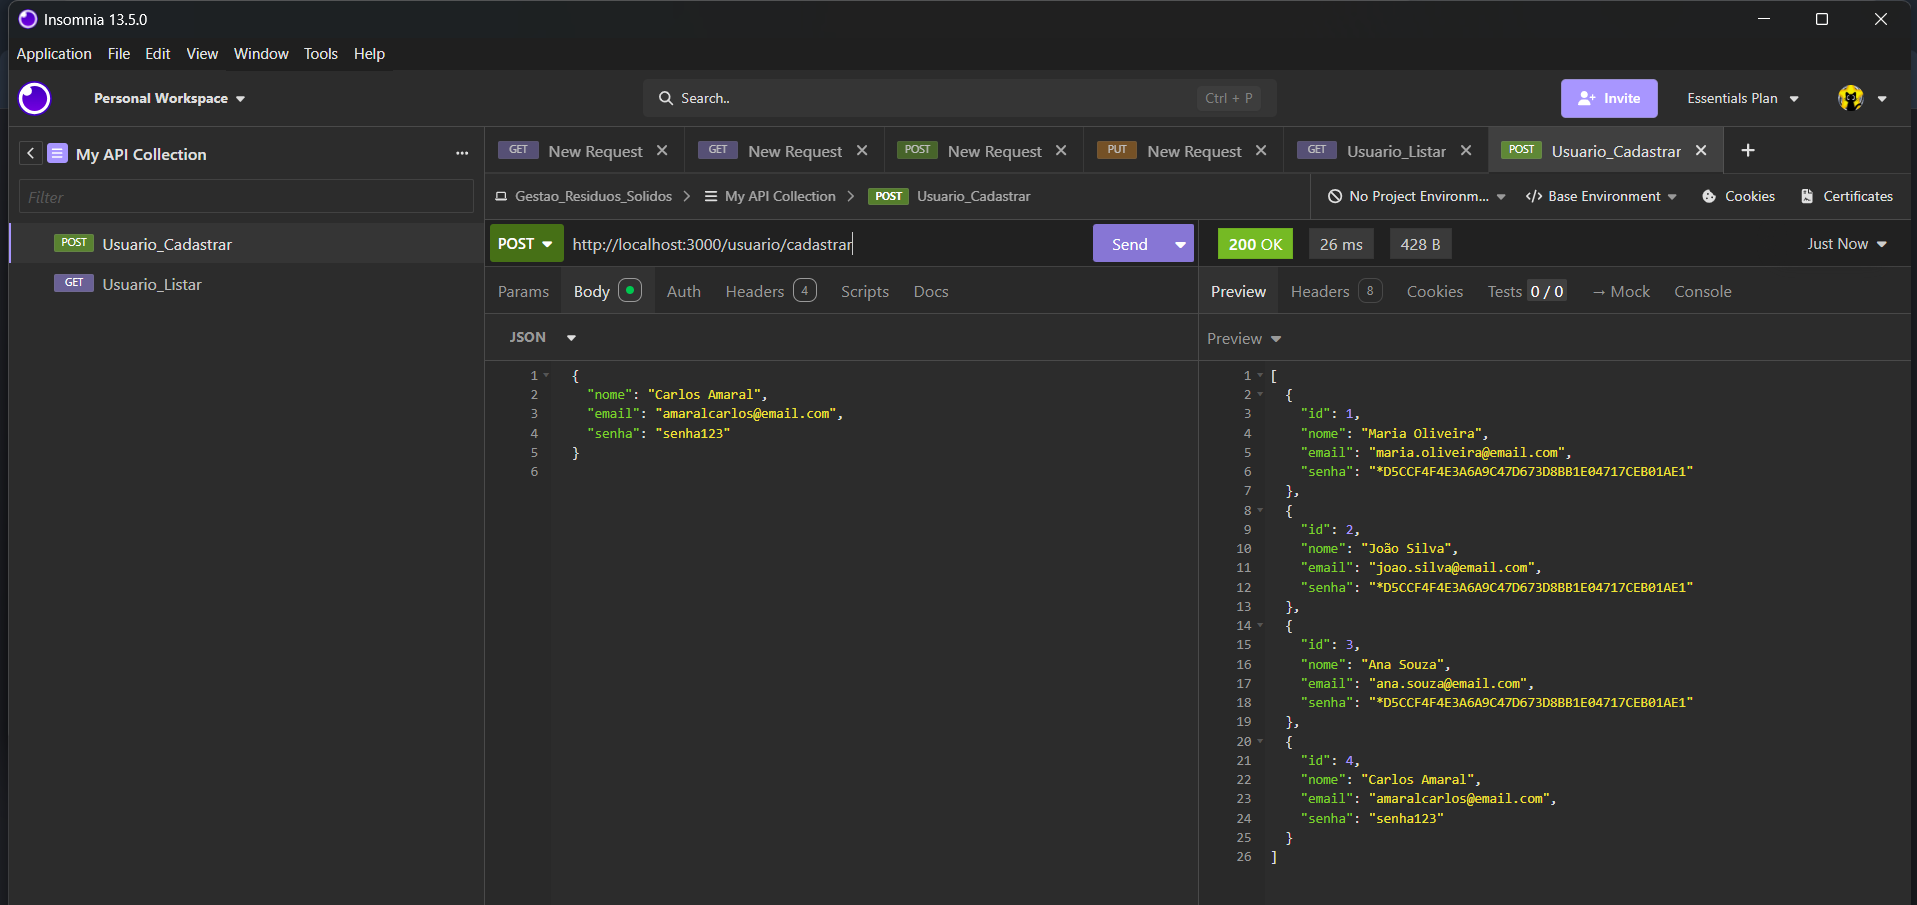 Insomnia 13.5.0
Application File Edit View Window Tools Help
Personal Workspace
Search..
Ctrl + P
Invite
Essentials Plan
My API Collection
Filter
POST Usuario_Cadastrar
GET Usuario_Listar
GET New Request
GET New Request
POST New Request
PUT New Request
GET Usuario_Listar
POST Usuario_Cadastrar
Gestao_Residuos_Solidos
My API Collection
POST Usuario_Cadastrar
No Project Environm...
Base Environment
Cookies
Certificates
POST http://localhost:3000/usuario/cadastrar
Send
200 OK
26 ms
428 B
Just Now
Params Body Auth Headers 4 Scripts Docs
JSON
1 {
2 "nome": "Carlos Amaral",
3 "email": "amaralcarlos@email.com",
4 "senha": "senha123"
5 }
6
Preview Headers 8 Cookies Tests 0 / 0 → Mock Console
Preview
1 [
2 {
3 "id": 1,
4 "nome": "Maria Oliveira",
5 "email": "maria.oliveira@email.com",
6 "senha": "*D5CCF4F4E3A6A9C47D673D8BB1E04717CEB01AE1"
7 },
8 {
9 "id": 2,
10 "nome": "João Silva",
11 "email": "joao.silva@email.com",
12 "senha": "*D5CCF4F4E3A6A9C47D673D8BB1E04717CEB01AE1"
13 },
14 {
15 "id": 3,
16 "nome": "Ana Souza",
17 "email": "ana.souza@email.com",
18 "senha": "*D5CCF4F4E3A6A9C47D673D8BB1E04717CEB01AE1"
19 },
20 {
21 "id": 4,
22 "nome": "Carlos Amaral",
23 "email": "amaralcarlos@email.com",
24 "senha": "senha123"
25 }
26 ]